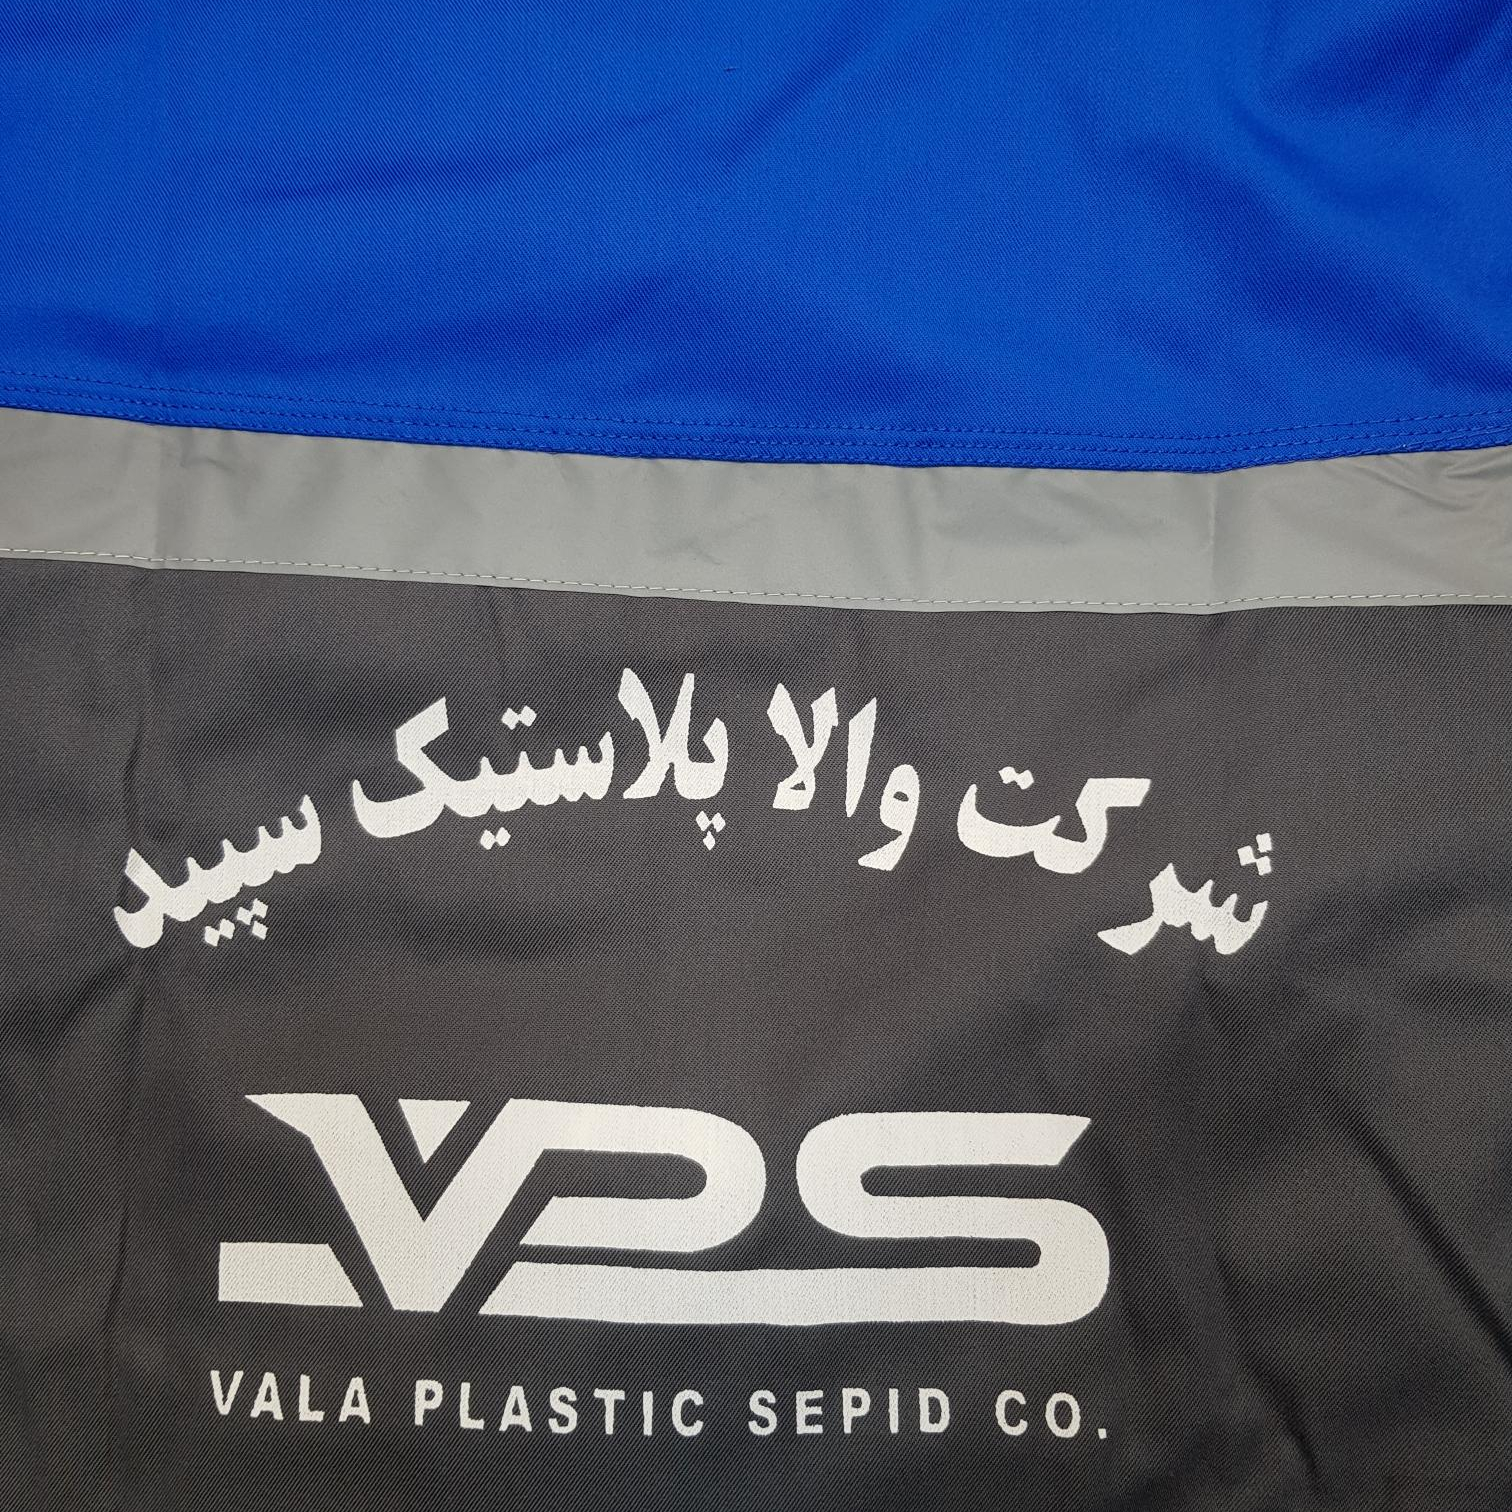 شرکت والا پلاستیک سپید
VPS
VALA PLASTIC SEPID CO.